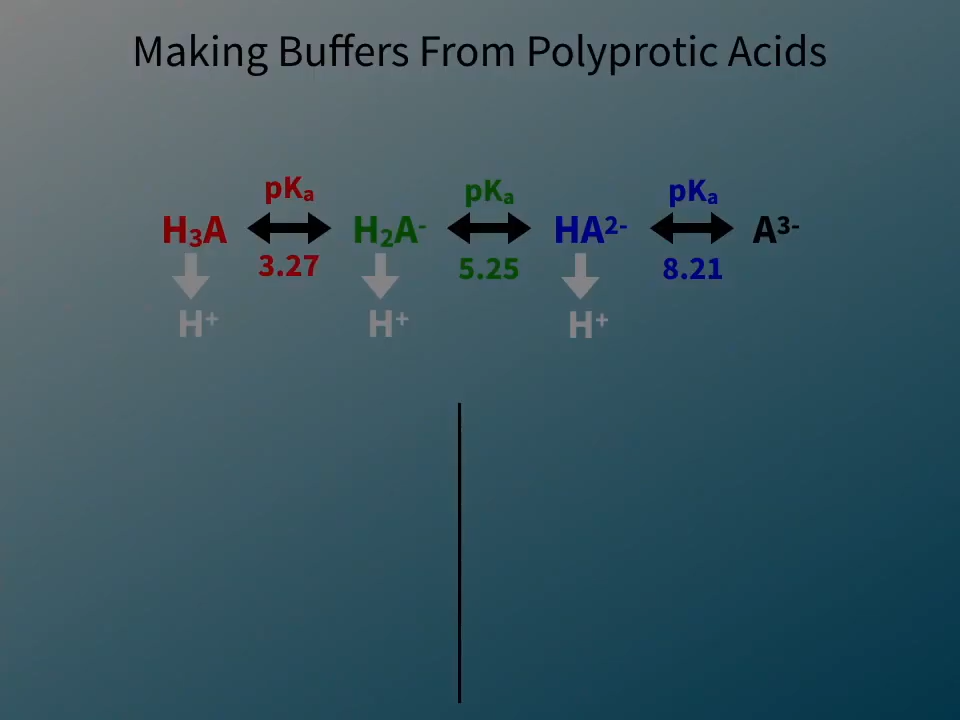 Making Buffers From Polyprotic Acids
pKₐ pKₐ pKₐ
H₃A H₂A⁻ HA²⁻ A³⁻
3.27 5.25 8.21
H⁺ H⁺ H⁺